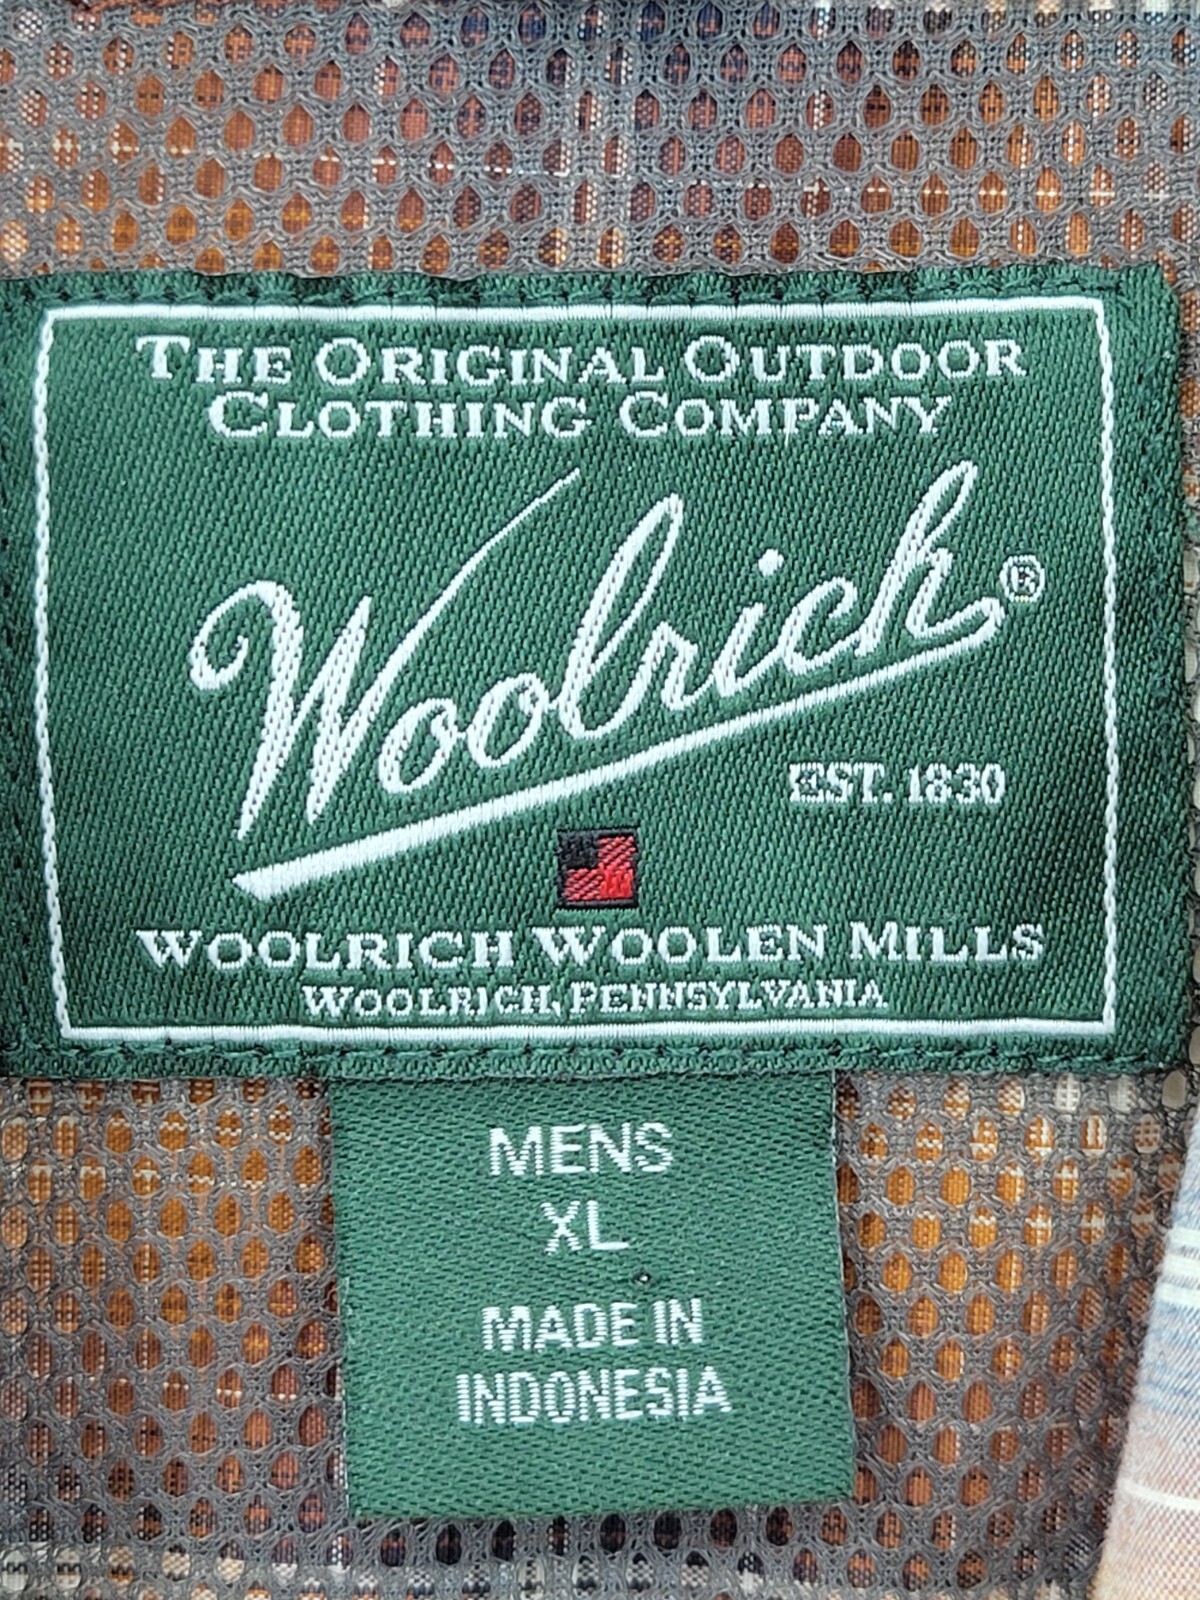 THE ORIGINAL OUTDOOR
CLOTHING COMPANY
Woolrich®
EST. 1830
WOOLRICH WOOLEN MILLS
WOOLRICH, PENNSYLVANIA
MENS
XL
MADE IN
INDONESIA